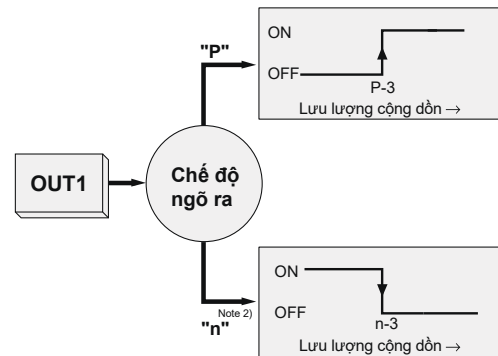 ON
"P"
OFF
P-3
Lưu lượng cộng dồn →
OUT1
Chế độ
ngõ ra
ON
Note 2)
OFF
"n"
n-3
Lưu lượng cộng dồn →